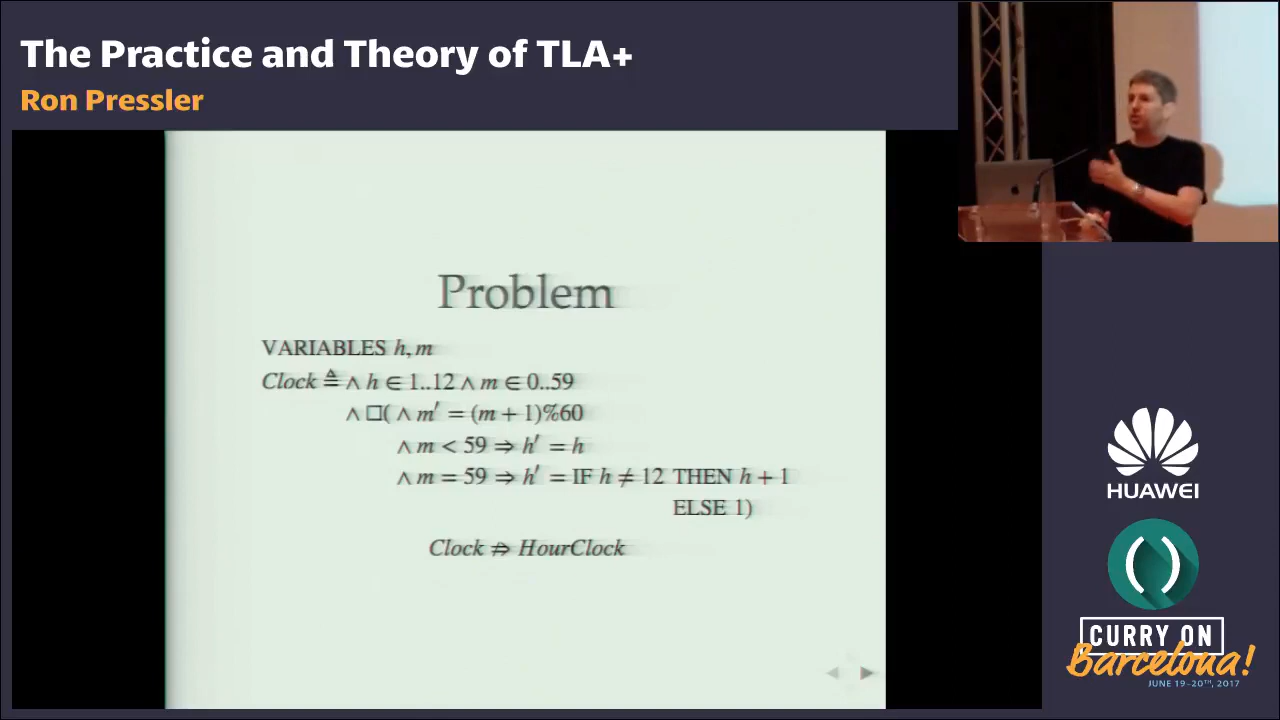 The Practice and Theory of TLA+
Ron Pressler
Problem
VARIABLES h, m
Clock ≜ ∧ h ∈ 1..12 ∧ m ∈ 0..59
∧ □( ∧ m′ = (m + 1)%60
∧ m < 59 ⇒ h′ = h
∧ m = 59 ⇒ h′ = IF h ≠ 12 THEN h + 1
ELSE 1)
Clock ⇏ HourClock
HUAWEI
CURRY ON
Barcelona!
JUNE 19-20TH, 2017